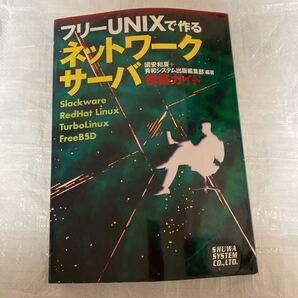 フリーUNIXで作る
ネットワーク
サーバ
國安和廣+
秀和システム出版編集部 編著
構築ガイド
Slackware
RedHat Linux
TurboLinux
FreeBSD
SHUWA
SYSTEM
CO.,LTD.